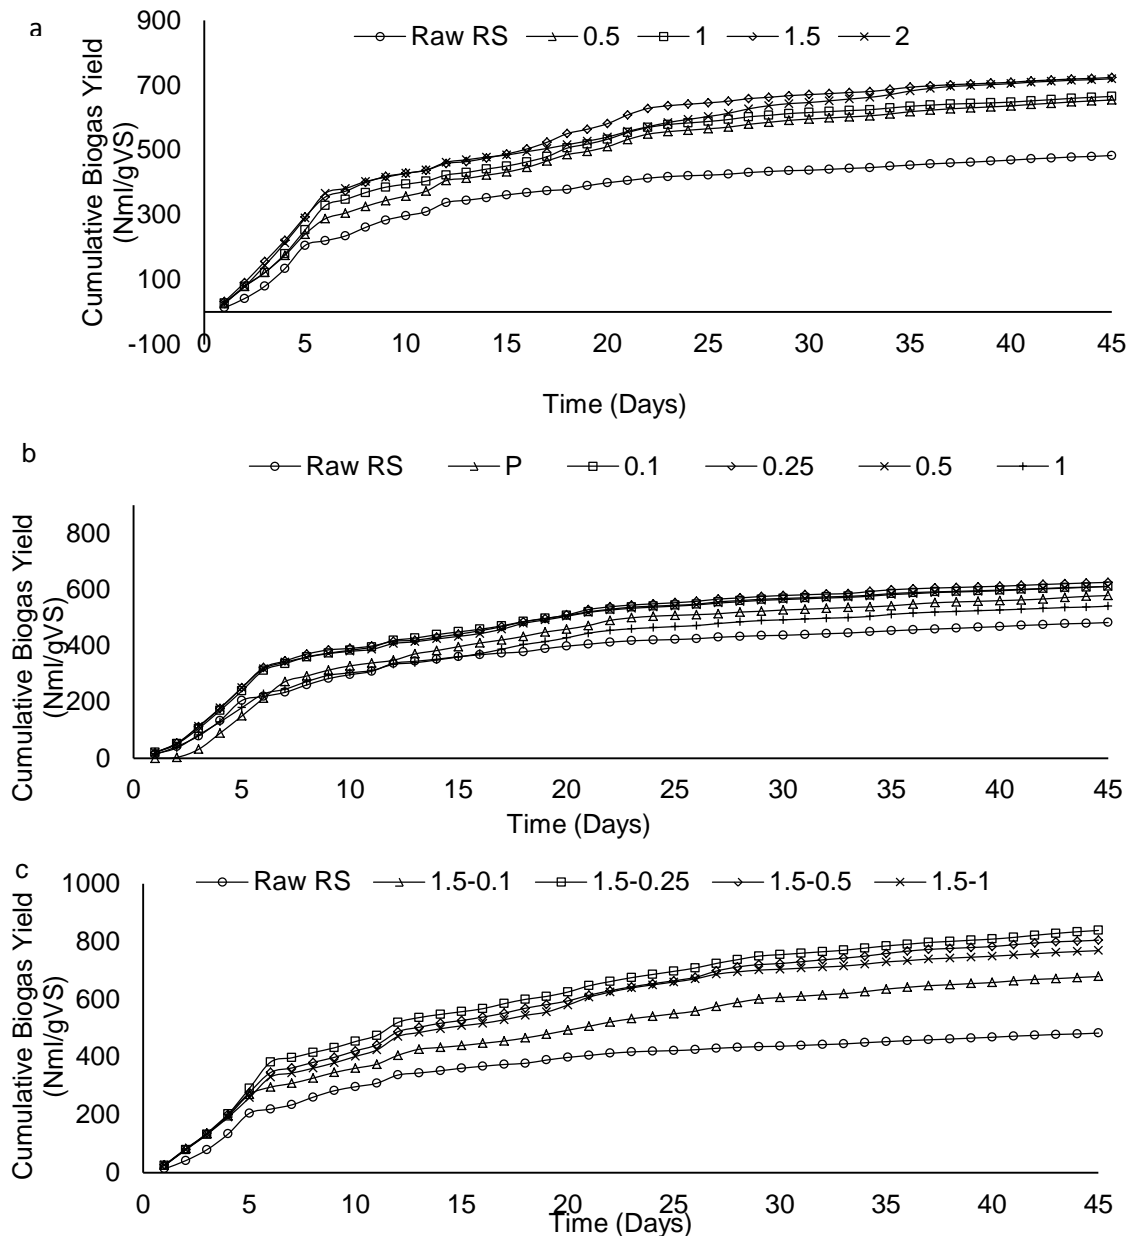 a
900
Raw RS 0.5 1 1.5 2
700
500
300
100
-100
Cumulative Biogas Yield
(Nml/gVS)
0 5 10 15 20 25 30 35 40 45
Time (Days)
b
Raw RS P 0.1 0.25 0.5 1
800
600
400
200
0
Cumulative Biogas Yield
(Nml/gVS)
0 5 10 15 20 25 30 35 40 45
Time (Days)
c
1000
Raw RS 1.5-0.1 1.5-0.25 1.5-0.5 1.5-1
800
600
400
200
0
Cumulative Biogas Yield
(Nml/gVS)
0 5 10 15 20 25 30 35 40 45
Time (Days)